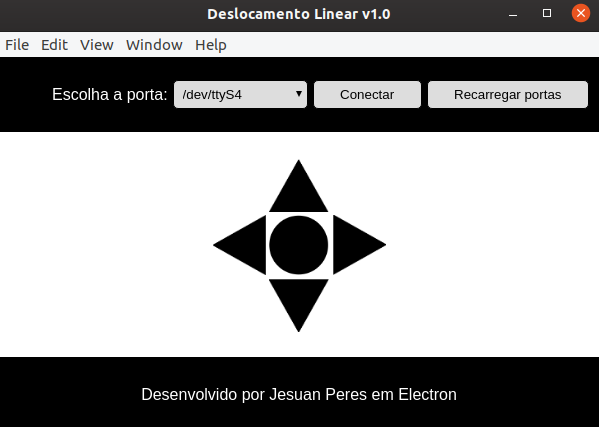 Deslocamento Linear v1.0
File Edit View Window Help
Escolha a porta: /dev/ttyS4 Conectar Recarregar portas
Desenvolvido por Jesuan Peres em Electron